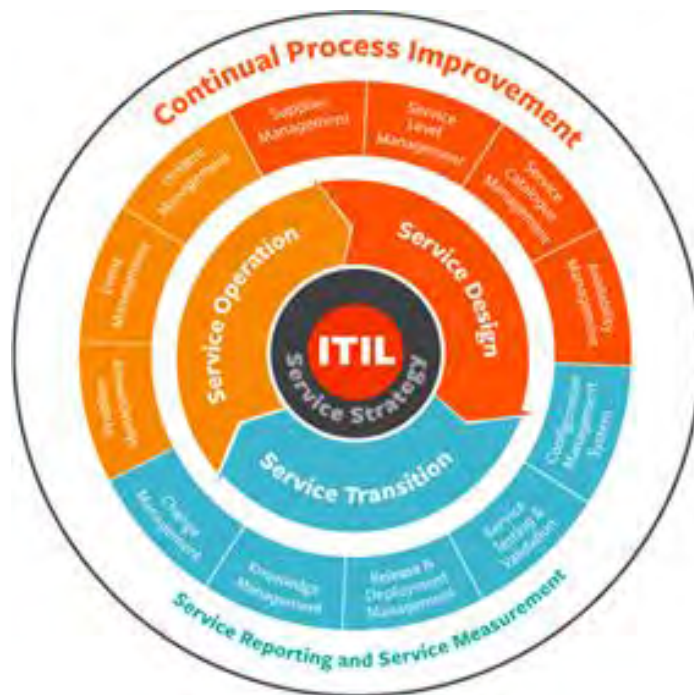 Continual Process Improvement
Supplier
Management
Service
Level
Management
Service
Catalogue
Management
Availability
Management
Configuration
Management
System
Service
Testing &
Validation
Release &
Deployment
Management
Knowledge
Management
Change
Management
Management
Event
Management
Management
Service Operation
Service Design
Service Transition
ITIL
Service Strategy
Service Reporting and Service Measurement